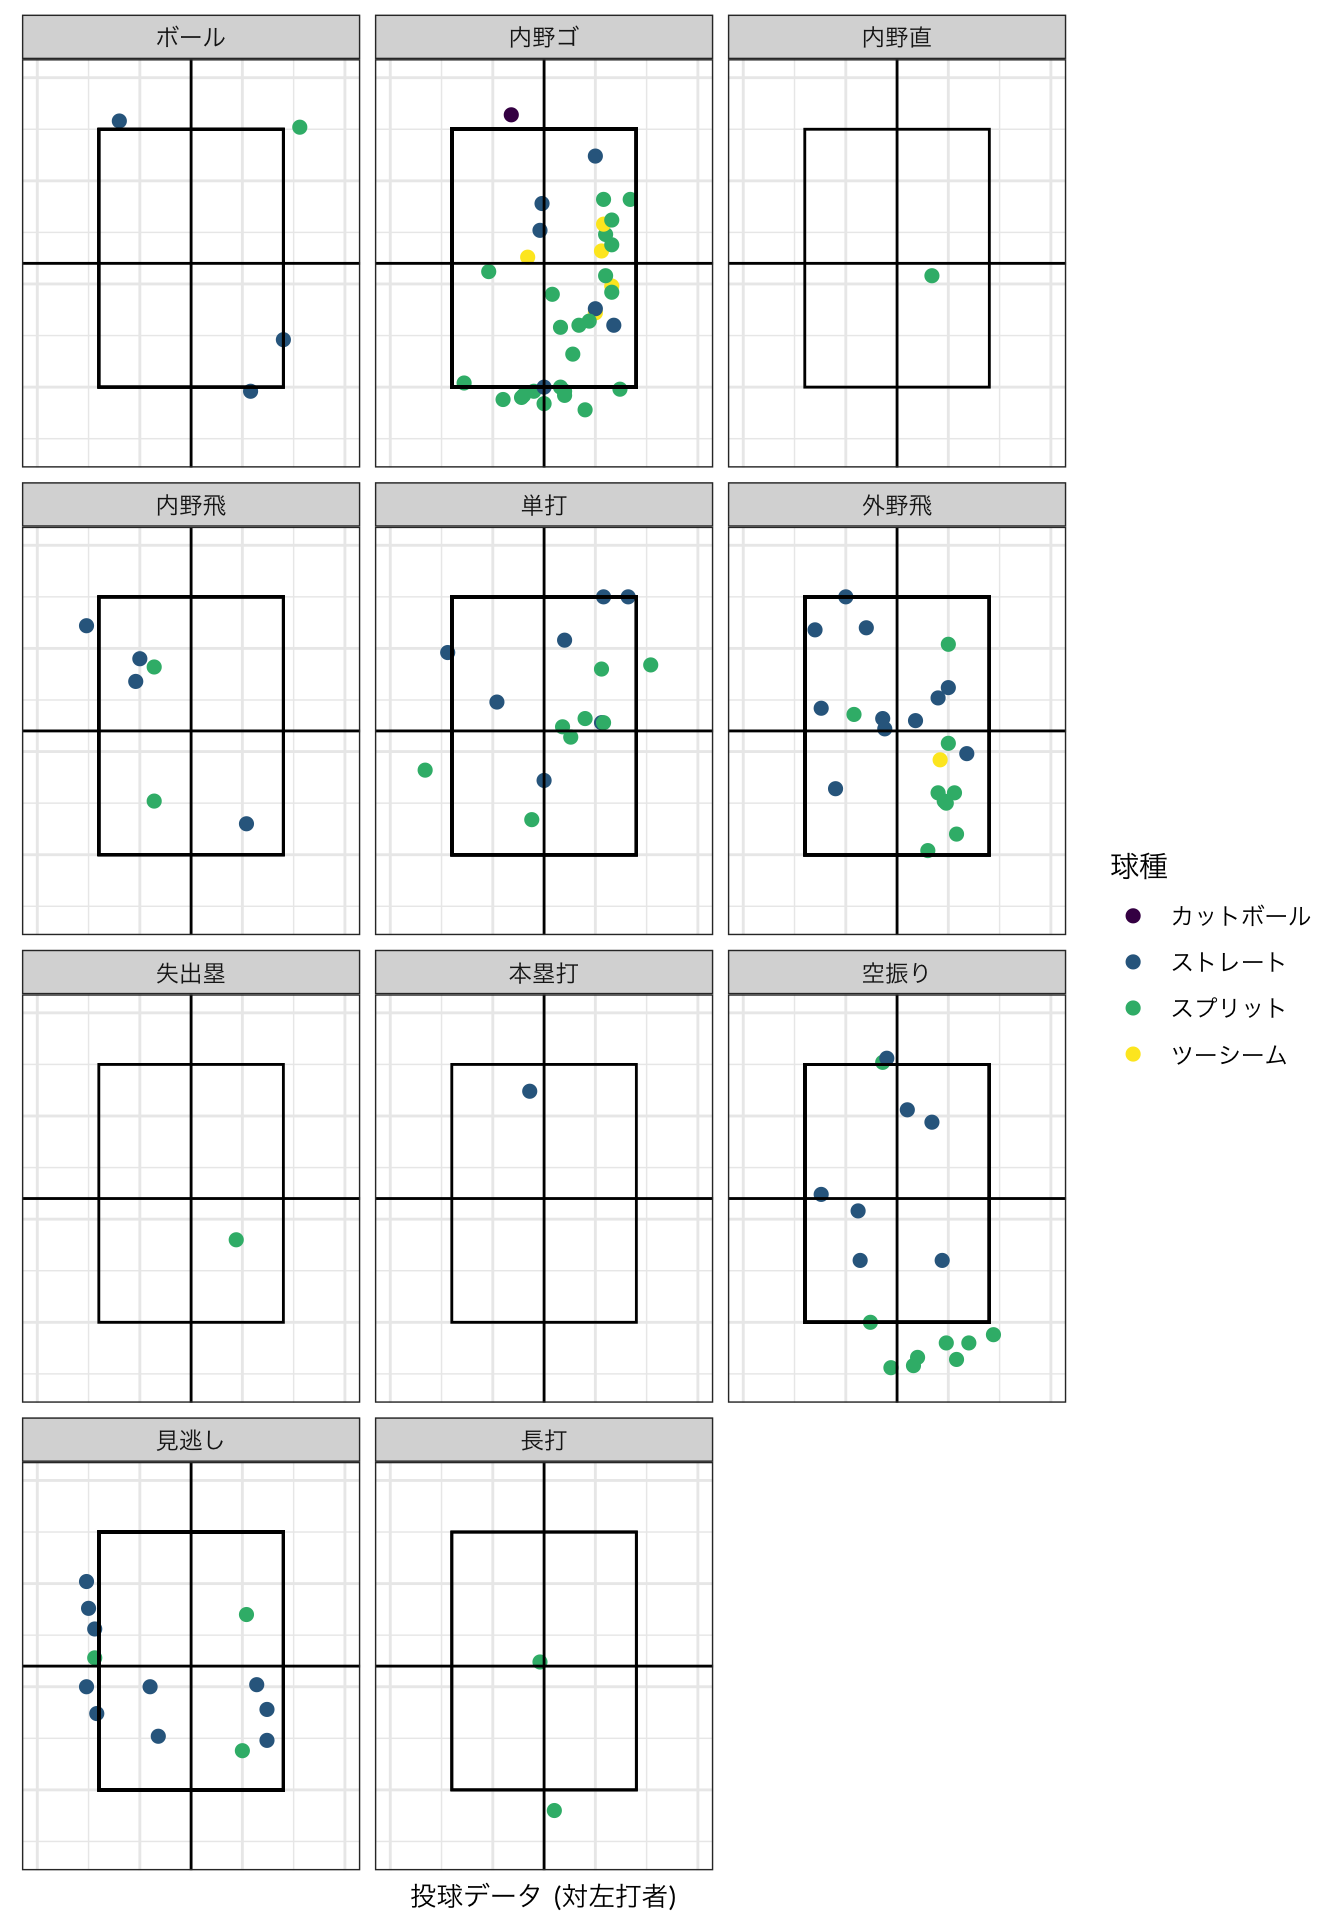 ボール
内野ゴ
内野直
内野飛
単打
外野飛
失出塁
本塁打
空振り
見逃し
長打
球種
カットボール
ストレート
スプリット
ツーシーム
投球データ (対左打者)